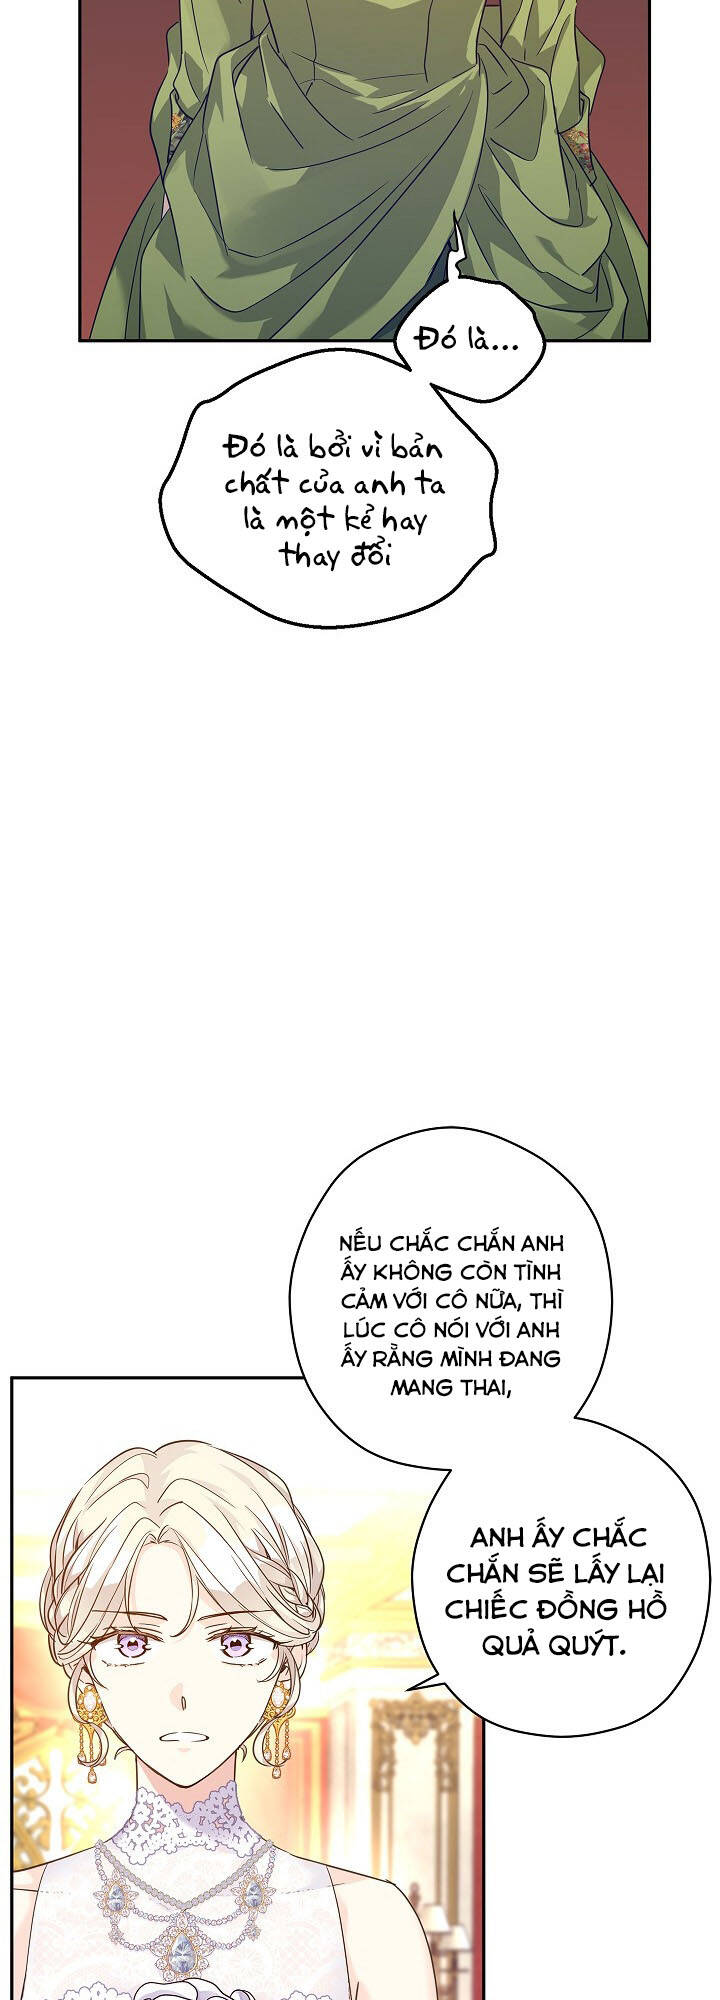 Đó là...
Đó là bởi vì bản
chất của anh ta
là một kẻ hay
thay đổi
NẾU CHẮC CHẮN ANH
ẤY KHÔNG CÒN TÌNH
CẢM VỚI CÔ NỮA, THÌ
LÚC CÔ NÓI VỚI ANH
ẤY RẰNG MÌNH ĐANG
MANG THAI,
ANH ẤY CHẮC
CHẮN SẼ LẤY LẠI
CHIẾC ĐỒNG HỒ
QUẢ QUÝT.